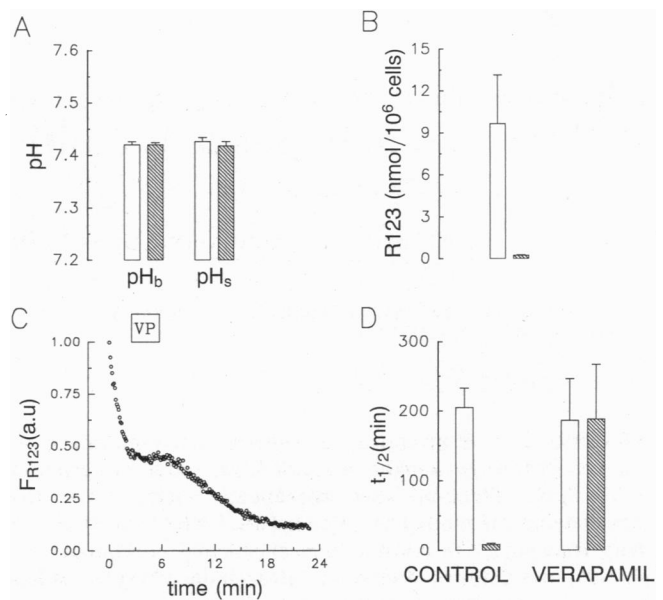 A
7.6
7.5
7.4
7.3
7.2
pH
pHb
pHs
B
15
12
9
6
3
0
R123 (nmol/10⁶ cells)
C
VP
1.00
0.75
0.50
0.25
0.00
F_R123(a.u)
0 6 12 18 24
time (min)
D
300
200
100
0
t1/2(min)
CONTROL VERAPAMIL